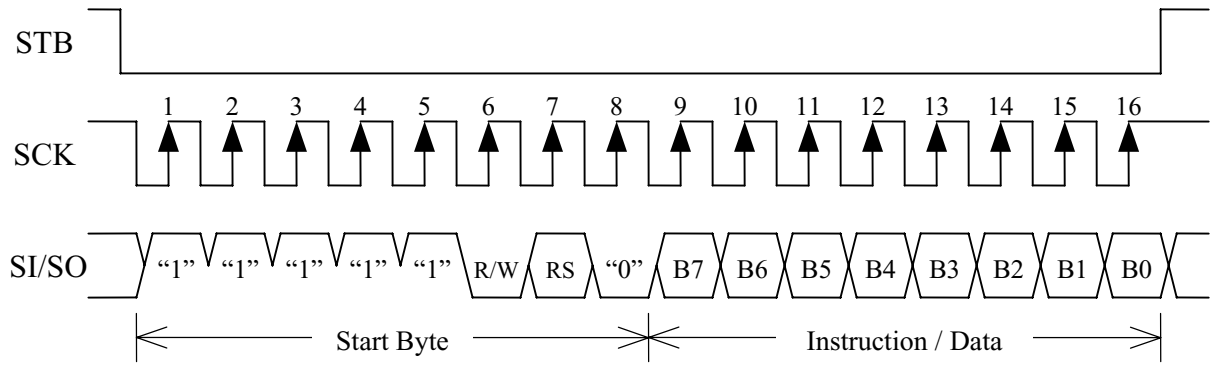 STB
1 2 3 4 5 6 7 8 9 10 11 12 13 14 15 16
SCK
SI/SO “1” “1” “1” “1” “1” R/W RS “0” B7 B6 B5 B4 B3 B2 B1 B0
Start Byte Instruction / Data